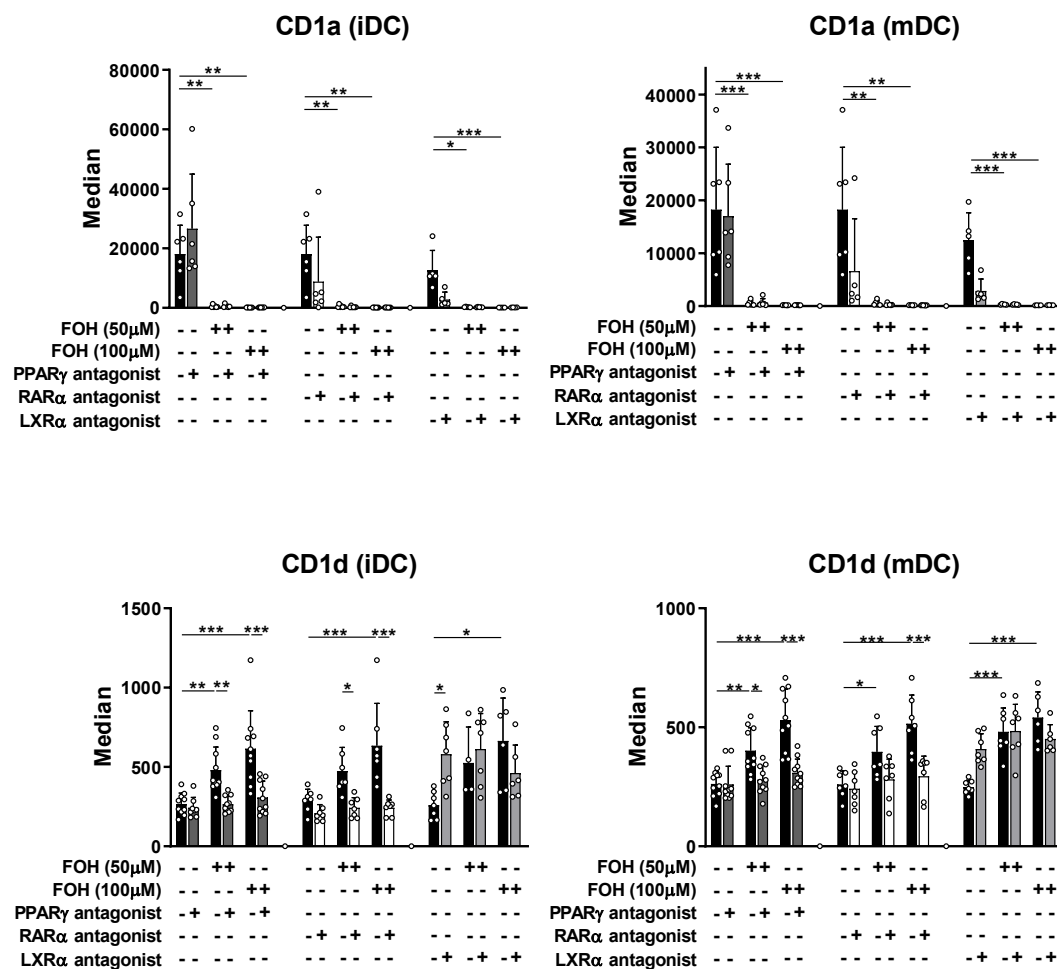 CD1a (iDC)
80000
60000
40000
20000
0
Median
** ** ** ** *** *
FOH (50μM) - - ++ - - - - ++ - - - - ++ - -
FOH (100μM) - - - - ++ - - - - ++ - - - - ++
PPARγ antagonist -+ -+ -+ - - - - - - - - - - - -
RARα antagonist - - - - - - -+ -+ -+ - - - - - -
LXRα antagonist - - - - - - - - - - - - -+ -+ -+
CD1a (mDC)
40000
30000
20000
10000
0
Median
*** *** ** ** *** ***
FOH (50μM) - - ++ - - - - ++ - - - - ++ - -
FOH (100μM) - - - - ++ - - - - ++ - - - - ++
PPARγ antagonist -+ -+ -+ - - - - - - - - - - - -
RARα antagonist - - - - - - -+ -+ -+ - - - - - -
LXRα antagonist - - - - - - - - - - - - -+ -+ -+
CD1d (iDC)
1500
1000
500
0
Median
*** *** *** *** *
** ** * *
FOH (50μM) - - ++ - - - - ++ - - - - ++ - -
FOH (100μM) - - - - ++ - - - - ++ - - - - ++
PPARγ antagonist -+ -+ -+ - - - - - - - - - - - -
RARα antagonist - - - - - - -+ -+ -+ - - - - - -
LXRα antagonist - - - - - - - - - - - - -+ -+ -+
CD1d (mDC)
1000
500
0
Median
*** *** *** *** ***
** * * ***
FOH (50μM) - - ++ - - - - ++ - - - - ++ - -
FOH (100μM) - - - - ++ - - - - ++ - - - - ++
PPARγ antagonist -+ -+ -+ - - - - - - - - - - - -
RARα antagonist - - - - - - -+ -+ -+ - - - - - -
LXRα antagonist - - - - - - - - - - - - -+ -+ -+